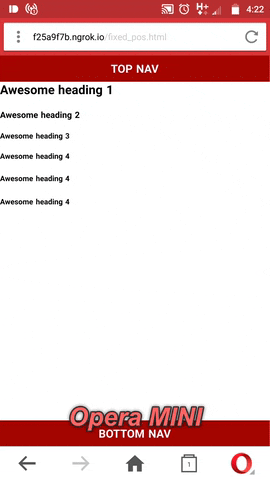 4:22
f25a9f7b.ngrok.io/fixed_pos.html
TOP NAV
Awesome heading 1
Awesome heading 2
Awesome heading 3
Awesome heading 4
Awesome heading 4
Awesome heading 4
Opera MINI
BOTTOM NAV
1